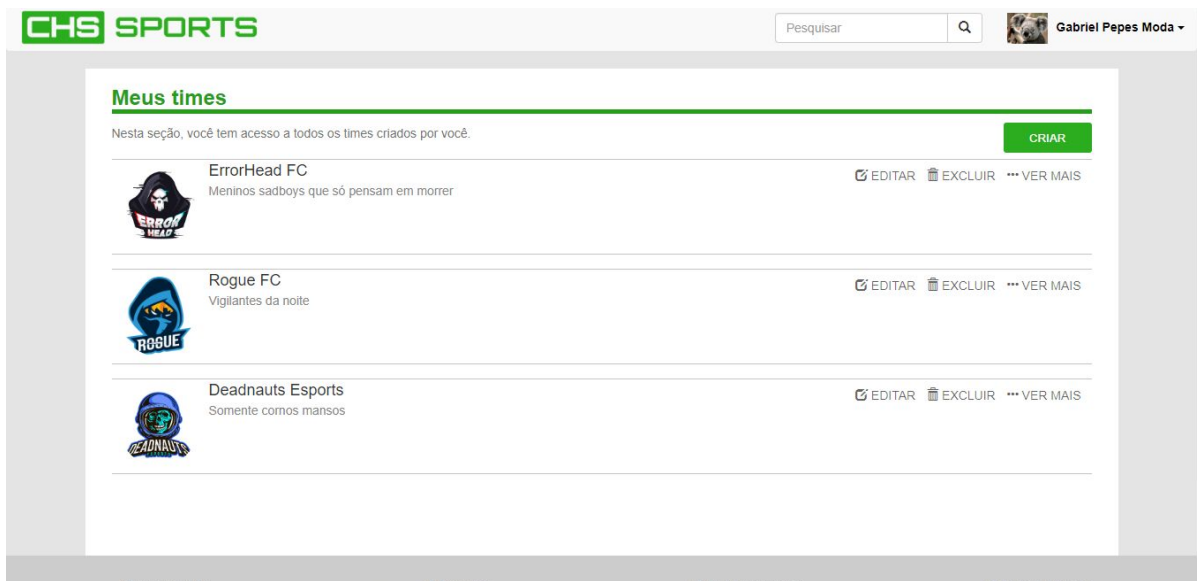 CHS SPORTS
Pesquisar
Gabriel Pepes Moda
Meus times
Nesta seção, você tem acesso a todos os times criados por você.
CRIAR
ErrorHead FC
EDITAR EXCLUIR ••• VER MAIS
Meninos sadboys que só pensam em morrer
ERROR
HEAD
Rogue FC
EDITAR EXCLUIR ••• VER MAIS
Vigilantes da noite
ROGUE
Deadnauts Esports
EDITAR EXCLUIR ••• VER MAIS
Somente cornos mansos
DEADNAUTS